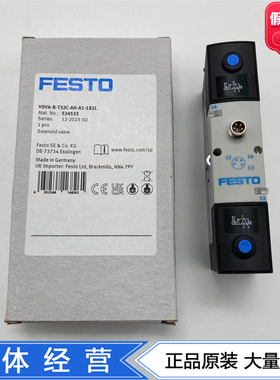 假
FESTO
VSVA-B-T32C-AH-A1-1R2L
Mat. No.: 534532
Series: 12-2023:02
1 pcs
Solenoid valve
Festo SE & Co. KG
DE-73734 Esslingen
www.festo.com/sp
Made in Germany
UK Importer: Festo Ltd, Brackmills, NN4 7PY
14
FESTO
12
体经营
正品原装 大量